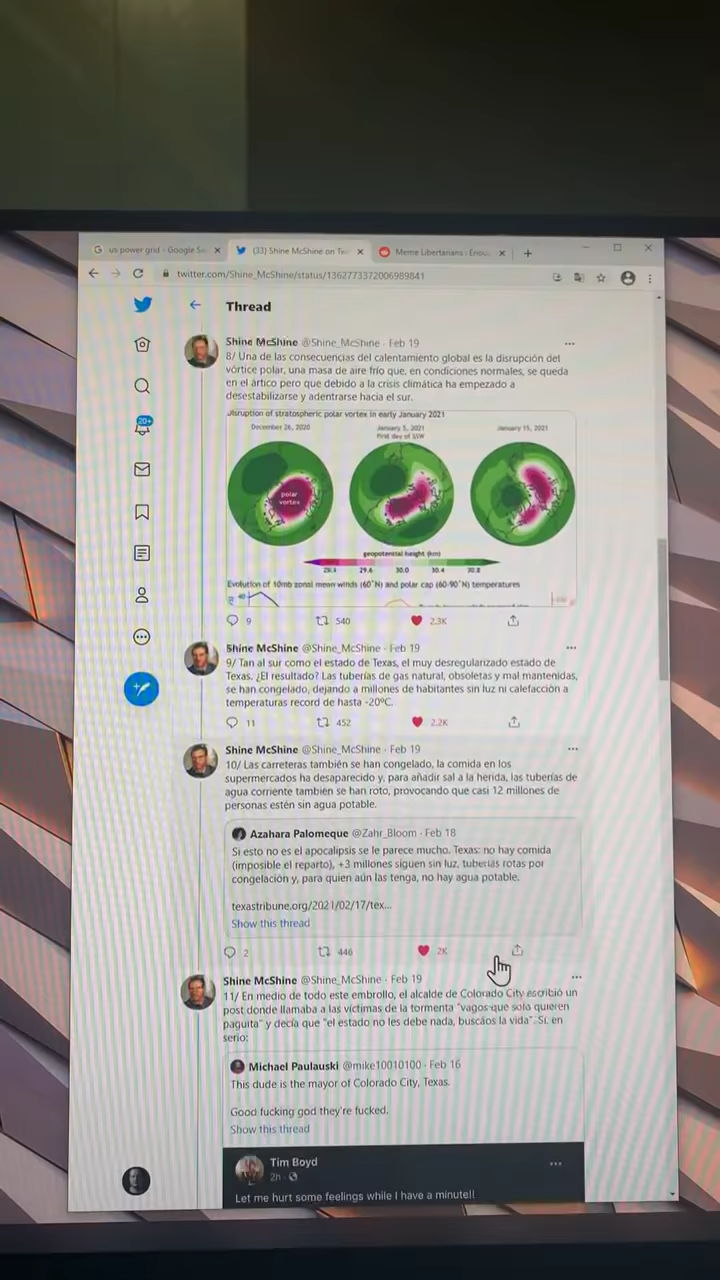 us power grid - Google Se
(33) Shine McShine on Te
Meme Libertarians : Enou
twitter.com/Shine_McShine/status/1362773372006989841
Thread
Shine McShine @Shine_McShine · Feb 19
8/ Una de las consecuencias del calentamiento global es la disrupción del
vórtice polar, una masa de aire frío que, en condiciones normales, se queda
en el ártico pero que debido a la crisis climática ha empezado a
desestabilizarse y adentrarse hacia el sur.
Disruption of stratospheric polar vortex in early January 2021
December 26, 2020
January 5, 2021
first day of SSW
January 15, 2021
polar
vortex
geopotential height (km)
29.6 30.0 30.4 30.8
Evolution of 10mb zonal mean winds (60°N) and polar cap (60-90°N) temperatures
9 540 2.3K
Shine McShine @Shine_McShine · Feb 19
9/ Tan al sur como el estado de Texas, el muy desregularizado estado de
Texas. ¿El resultado? Las tuberías de gas natural, obsoletas y mal mantenidas,
se han congelado, dejando a millones de habitantes sin luz ni calefacción a
temperaturas record de hasta -20ºC.
11 452 2.2K
Shine McShine @Shine_McShine · Feb 19
10/ Las carreteras también se han congelado, la comida en los
supermercados ha desaparecido y, para añadir sal a la herida, las tuberías de
agua corriente tambien se han roto, provocando que casi 12 millones de
personas estén sin agua potable.
Azahara Palomeque @Zahr_Bloom · Feb 18
Si esto no es el apocalipsis se le parece mucho. Texas: no hay comida
(imposible el reparto), +3 millones siguen sin luz, tuberías rotas por
congelación y, para quien aún las tenga, no hay agua potable.
texastribune.org/2021/02/17/tex...
Show this thread
2 446 2K
Shine McShine @Shine_McShine · Feb 19
11/ En medio de todo este embrollo, el alcalde de Colorado City escribió un
post donde llamaba a las víctimas de la tormenta "vagos que solo quieren
paguita" y decía que "el estado no les debe nada, buscáos la vida". Sí, en
serio:
Michael Paulauski @mike10010100 · Feb 16
This dude is the mayor of Colorado City, Texas.
Good fucking god they're fucked.
Show this thread
Tim Boyd
2h ·
Let me hurt some feelings while I have a minute!!
20+